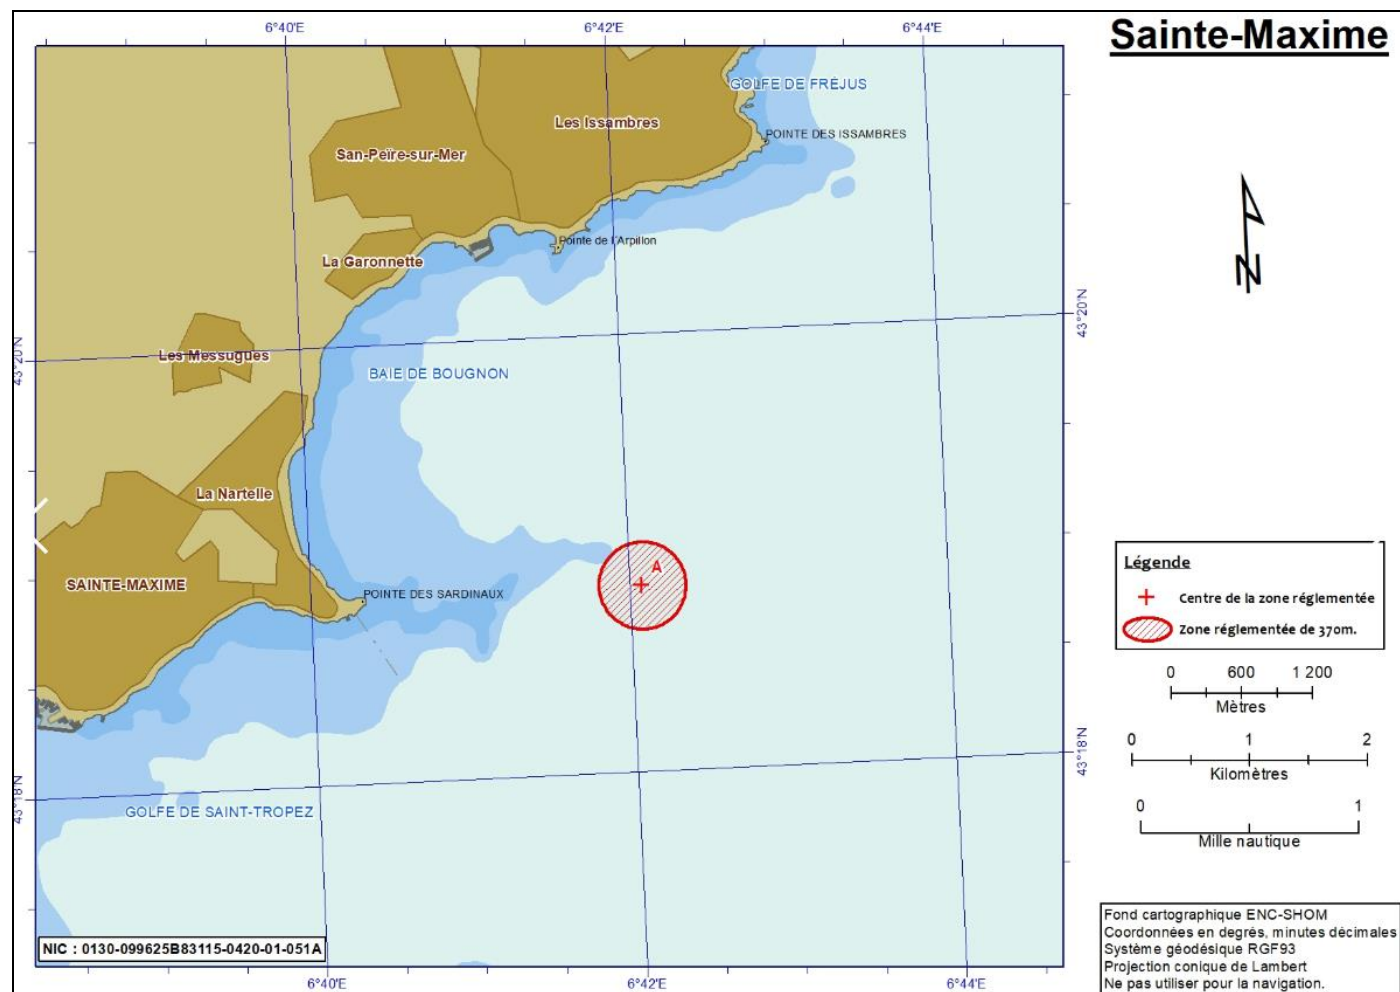 Sainte-Maxime
6°40'E
6°42'E
6°44'E
GOLFE DE FRÉJUS
Les Issambres
POINTE DES ISSAMBRES
San-Peïre-sur-Mer
Pointe de l'Arpillon
La Garonnette
N
43°20'N
43°20'N
Les Messugues
BAIE DE BOUGNON
La Nartelle
A
SAINTE-MAXIME
POINTE DES SARDINAUX
Légende
Centre de la zone réglementée
Zone réglementée de 370m.
0 600 1 200
Mètres
0 1 2
Kilomètres
0 1
Mille nautique
43°18'N
43°18'N
GOLFE DE SAINT-TROPEZ
NIC : 0130-099625B83115-0420-01-051A
Fond cartographique ENC-SHOM
Coordonnées en degrés, minutes décimales
Système géodésique RGF93
Projection conique de Lambert
Ne pas utiliser pour la navigation.
6°40'E
6°42'E
6°44'E